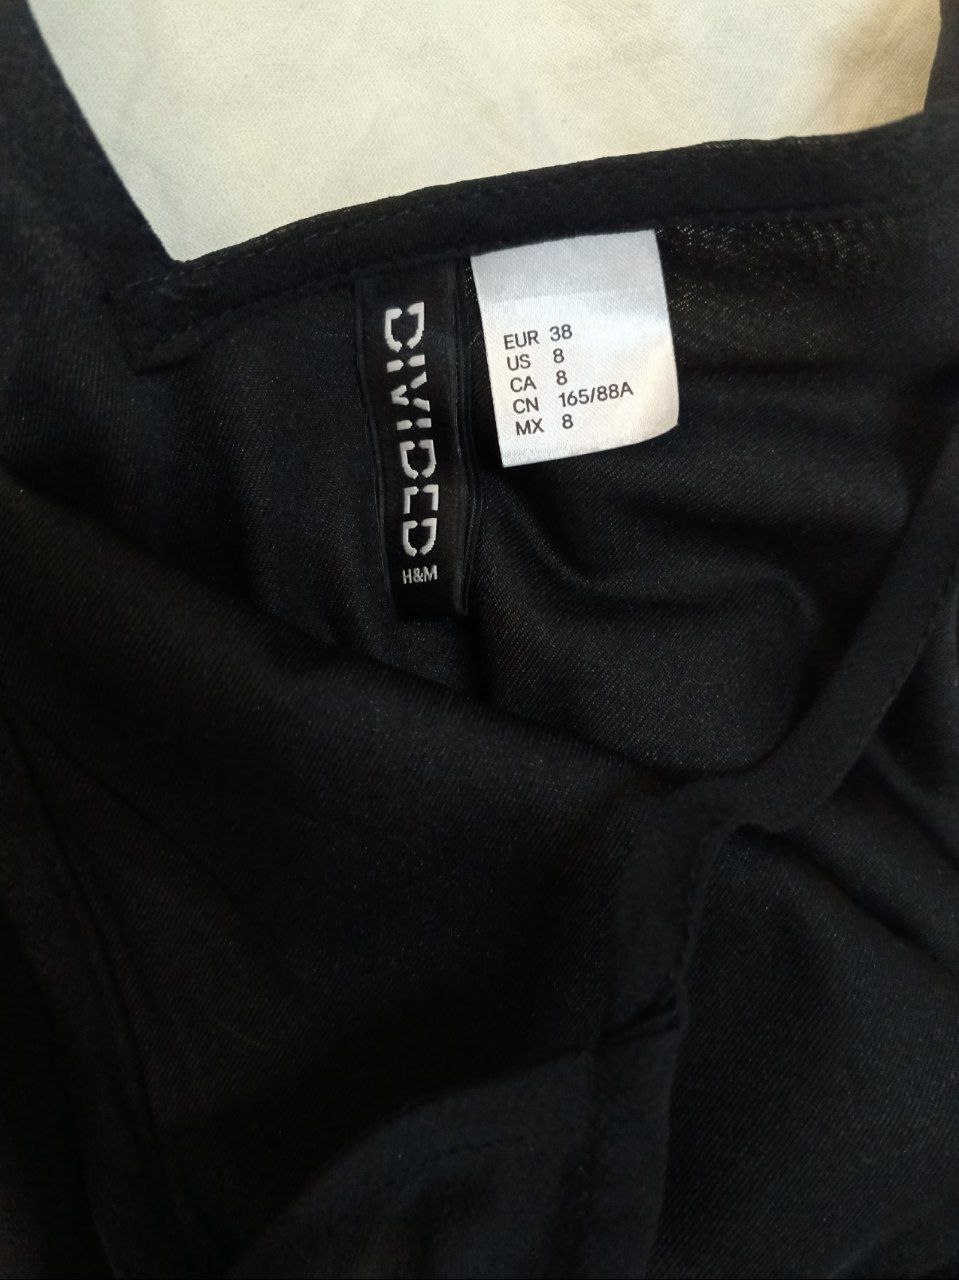 DIVIDED
H&M
EUR 38
US 8
CA 8
CN 165/88A
MX 8